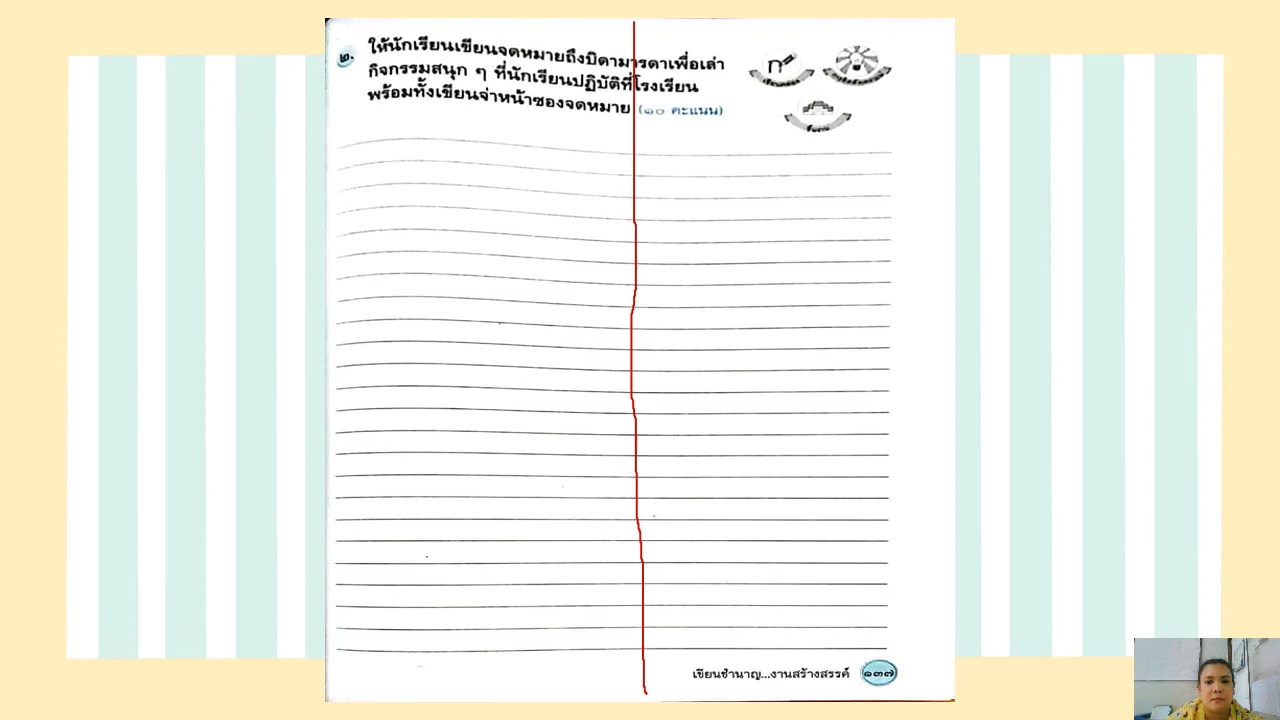 ๒. ให้นักเรียนเขียนจดหมายถึงบิดามารดาเพื่อเล่า
กิจกรรมสนุก ๆ ที่นักเรียนปฏิบัติที่โรงเรียน
พร้อมทั้งเขียนจ่าหน้าซองจดหมาย (๑๐ คะแนน)
เขียนชำนาญ...งานสร้างสรรค์ ๑๓๗